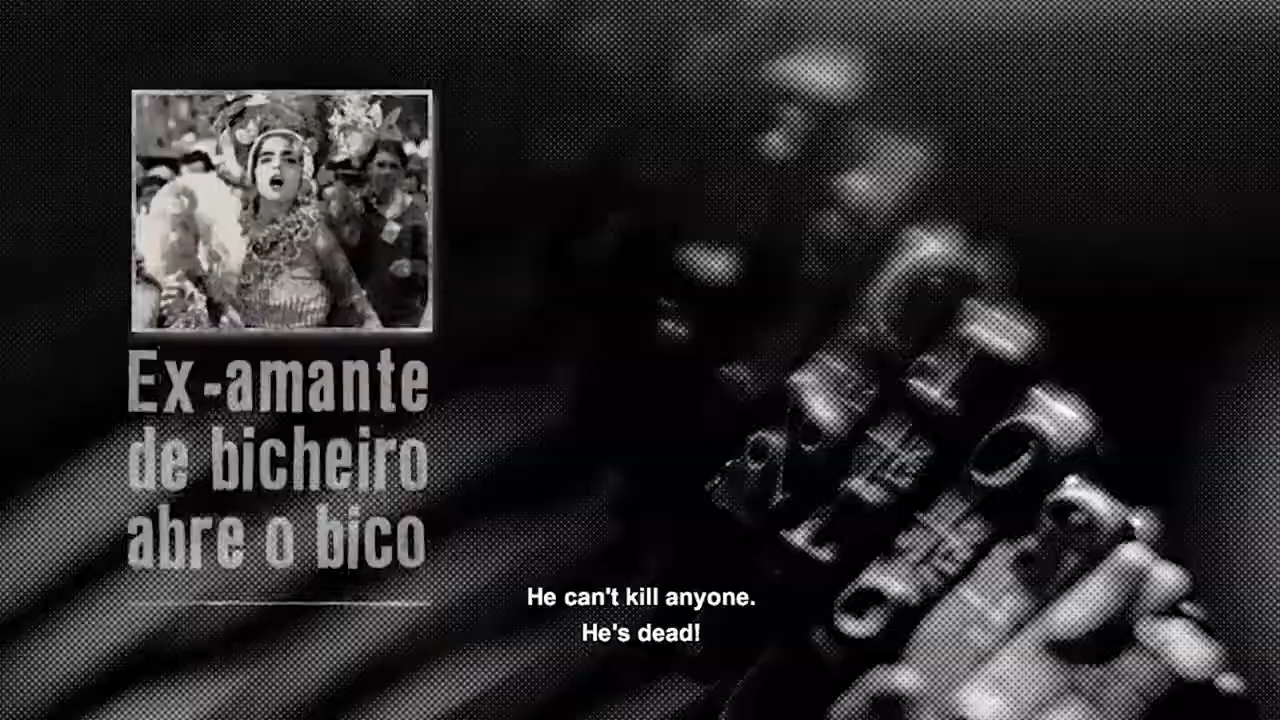 Ex-amante
de bicheiro
abre o bico
He can't kill anyone.
He's dead!